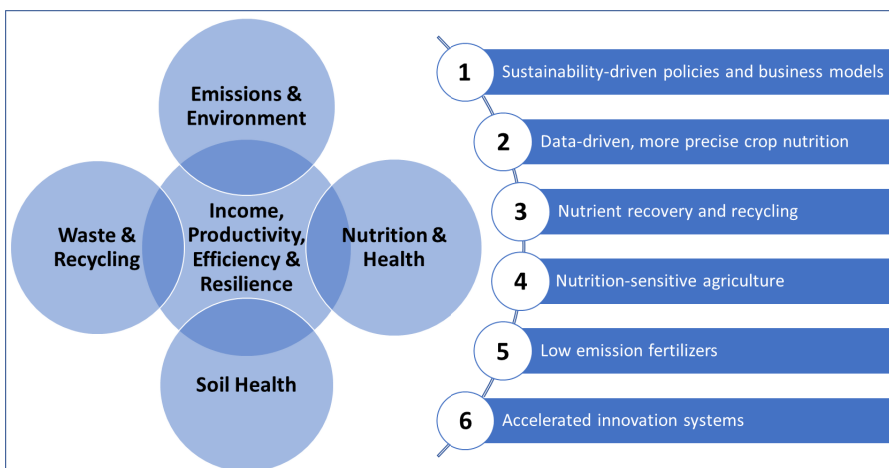 Emissions &
Environment
Waste &
Recycling
Income,
Productivity,
Efficiency &
Resilience
Nutrition &
Health
Soil Health
1 Sustainability-driven policies and business models
2 Data-driven, more precise crop nutrition
3 Nutrient recovery and recycling
4 Nutrition-sensitive agriculture
5 Low emission fertilizers
6 Accelerated innovation systems